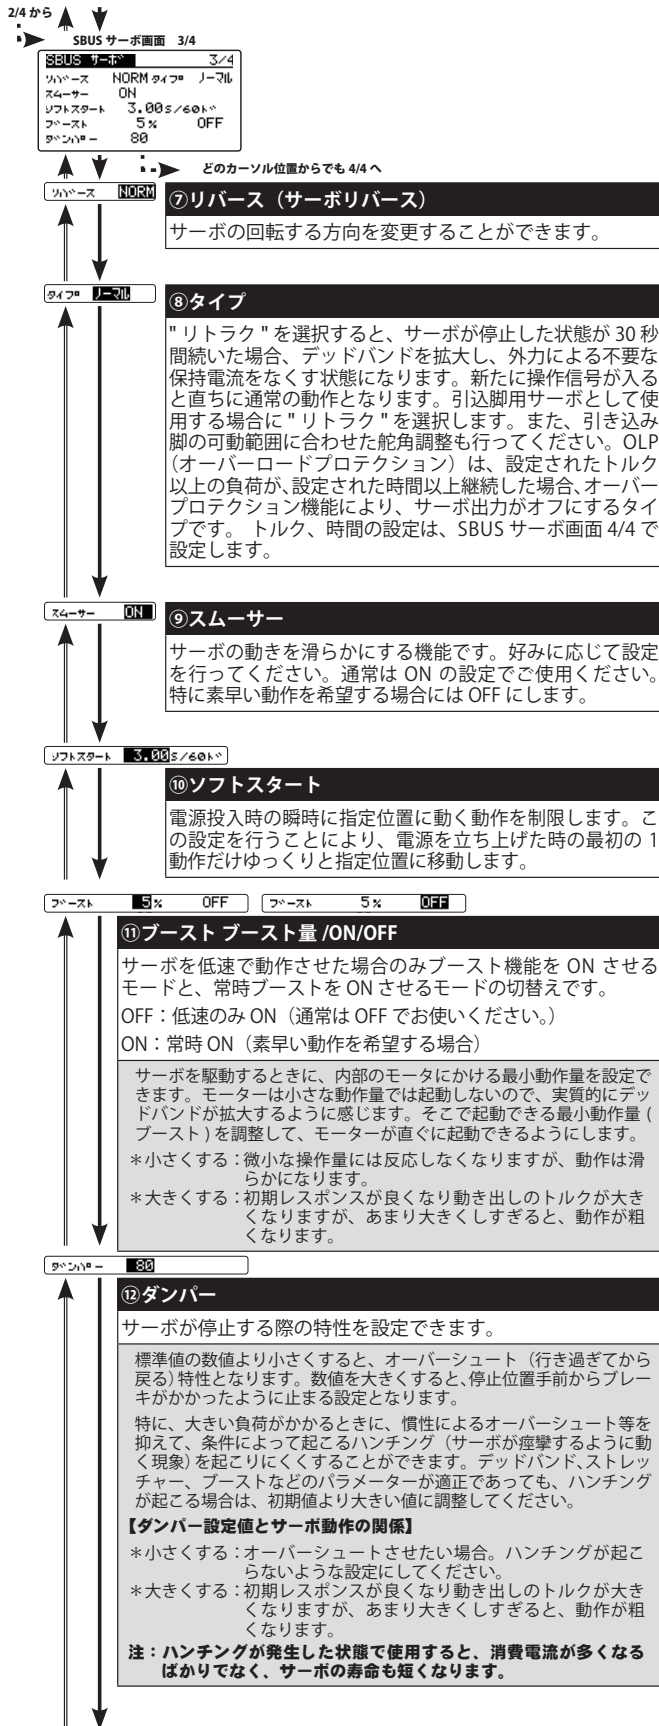 2/4 から
SBUS サーボ画面　3/4
SBUS サーボ 3/4
リバース NORM タイプ ノーマル
スムーサー ON
ソフトスタート 3.00s/60ド
ブースト 5% OFF
ダンパー 80
どのカーソル位置からでも 4/4 へ
リバース NORM
⑦リバース（サーボリバース）
サーボの回転する方向を変更することができます。
タイプ ノーマル
⑧タイプ
" リトラク " を選択すると、サーボが停止した状態が 30 秒
間続いた場合、デッドバンドを拡大し、外力による不要な
保持電流をなくす状態になります。新たに操作信号が入る
と直ちに通常の動作となります。引込脚用サーボとして使
用する場合に " リトラク " を選択します。また、引き込み
脚の可動範囲に合わせた舵角調整も行ってください。OLP
（オーバーロードプロテクション）は、設定されたトルク
以上の負荷が、設定された時間以上継続した場合、オーバー
プロテクション機能により、サーボ出力がオフにするタイ
プです。 トルク、時間の設定は、SBUS サーボ画面 4/4 で
設定します。
スムーサー ON
⑨スムーサー
サーボの動きを滑らかにする機能です。好みに応じて設定
を行ってください。通常は ON の設定でご使用ください。
特に素早い動作を希望する場合には OFF にします。
ソフトスタート 3.00s/60ド
⑩ソフトスタート
電源投入時の瞬時に指定位置に動く動作を制限します。こ
の設定を行うことにより、電源を立ち上げた時の最初の 1
動作だけゆっくりと指定位置に移動します。
ブースト 5% OFF ブースト 5% OFF
⑪ブースト ブースト量 /ON/OFF
サーボを低速で動作させた場合のみブースト機能を ON させる
モードと、常時ブーストを ON させるモードの切替えです。
OFF：低速のみ ON（通常は OFF でお使いください。）
ON：常時 ON（素早い動作を希望する場合）
サーボを駆動するときに、内部のモータにかける最小動作量を設定で
きます。モーターは小さな動作量では起動しないので、実質的にデッ
ドバンドが拡大するように感じます。そこで起動できる最小動作量 (
ブースト ) を調整して、モーターが直ぐに起動できるようにします。
＊小さくする：微小な操作量には反応しなくなりますが、動作は滑
らかになります。
＊大きくする：初期レスポンスが良くなり動き出しのトルクが大き
くなりますが、あまり大きくしすぎると、動作が粗
くなります。
ダンパー 80
⑫ダンパー
サーボが停止する際の特性を設定できます。
標準値の数値より小さくすると、オーバーシュート（行き過ぎてから
戻る）特性となります。数値を大きくすると、停止位置手前からブレー
キがかかったように止まる設定となります。
特に、大きい負荷がかかるときに、慣性によるオーバーシュート等を
抑えて、条件によって起こるハンチング（サーボが痙攣するように動
く現象）を起こりにくくすることができます。デッドバンド、ストレッ
チャー、ブーストなどのパラメーターが適正であっても、ハンチング
が起こる場合は、初期値より大きい値に調整してください。
【ダンパー設定値とサーボ動作の関係】
＊小さくする：オーバーシュートさせたい場合。ハンチングが起こ
らないような設定にしてください。
＊大きくする：初期レスポンスが良くなり動き出しのトルクが大き
くなりますが、あまり大きくしすぎると、動作が粗
くなります。
注：ハンチングが発生した状態で使用すると、消費電流が多くなる
ばかりでなく、サーボの寿命も短くなります。